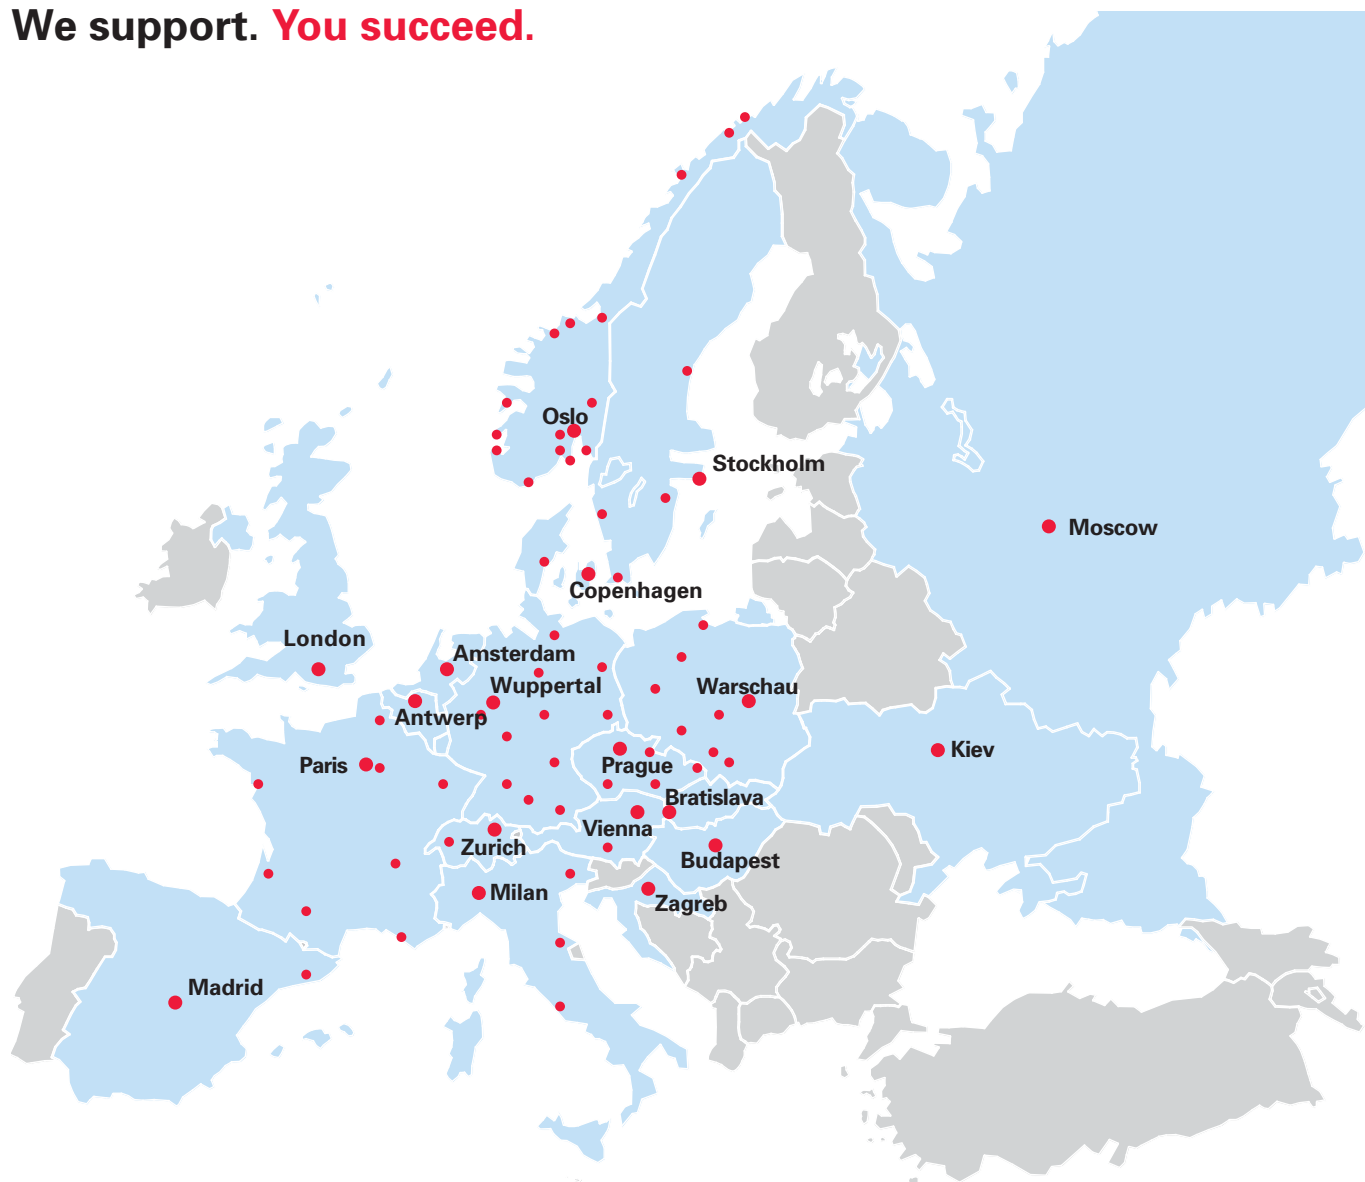 We support. You succeed.
Oslo
Stockholm
Moscow
Copenhagen
London
Amsterdam
Wuppertal
Warschau
Antwerp
Kiev
Paris
Prague
Bratislava
Vienna
Zurich
Budapest
Milan
Zagreb
Madrid